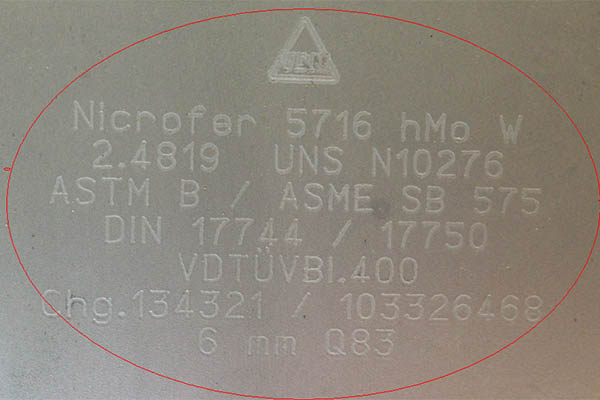 Nicrofer 5716 hMo W
2.4819 UNS N10276
ASTM B / ASME SB 575
DIN 17744 / 17750
VDTÜVBl.400
Chg.134321 / 103326468
6 mm Q83